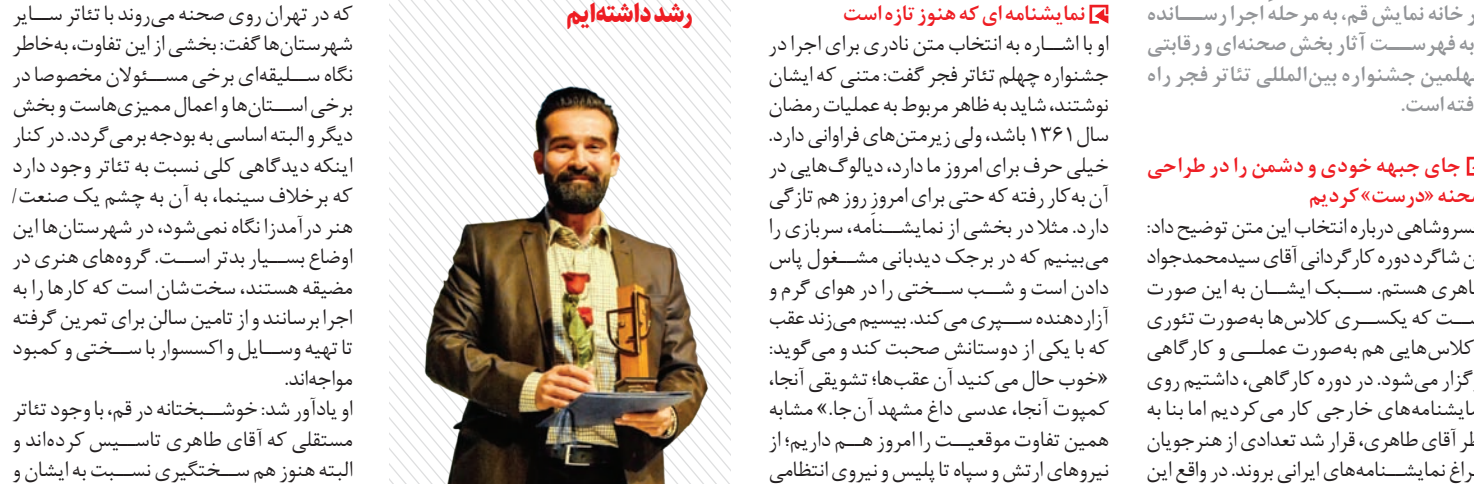 خانه نمایش قم، به مرحله اجرا رسانده
به فهرست آثار بخش صحنه‌ای و رقابتی
جشنواره بین‌المللی تئاتر فجر راه
است.
جای جبهه خودی و دشمن را در طراحی
«درست» کردیم
درباره انتخاب این متن توضیح داد:
شاگرد دوره کارگردانی آقای سیدمحمدجواد
هستم. سبک ایشان به این صورت
که یکسری کلاس‌ها به‌صورت تئوری
کلاس‌هایی هم به‌صورت عملی و کارگاهی
می‌شود. در دوره کارگاهی، داشتیم روی
خارجی کار می‌کردیم اما بنا به
آقای طاهری، قرار شد تعدادی از هنرجویان
نمایشنامه‌های ایرانی بروند. در واقع این
نمایشنامه ای که هنوز تازه است
او با اشاره به انتخاب متن نادری برای اجرا در
جشنواره چهلم تئاتر فجر گفت: متنی که ایشان
نوشتند، شاید به ظاهر مربوط به عملیات رمضان
سال ۱۳۶۱ باشد، ولی زیرمتن‌های فراوانی دارد.
خیلی حرف برای امروز ما دارد، دیالوگ‌هایی در
آن به‌کار رفته که حتی برای امروزِ روز هم تازگی
دارد. مثلا در بخشی از نمایشنامه، سربازی را
می‌بینیم که در برجک دیدبانی مشغول پاس
دادن است و شب سختی را در هوای گرم و
آزاردهنده سپری می‌کند. بیسیم می‌زند عقب
که با یکی از دوستانش صحبت کند و می‌گوید:
«خوب حال می‌کنید آن عقب‌ها؛ تشویقی آنجا،
کمپوت آنجا، عدسی داغ مشهد آن‌جا.» مشابه
همین تفاوت موقعیت را امروز هم داریم؛ از
نیروهای ارتش و سپاه تا پلیس و نیروی انتظامی
رشد داشته‌ایم
که در تهران روی صحنه می‌روند با تئاتر سایر
شهرستان‌ها گفت: بخشی از این تفاوت، به‌خاطر
نگاه سلیقه‌ای برخی مسئولان مخصوصا در
برخی استان‌ها و اعمال ممیزی‌هاست و بخش
دیگر و البته اساسی به بودجه برمی‌گردد. در کنار
اینکه دیدگاهی کلی نسبت به تئاتر وجود دارد
که برخلاف سینما، به آن به چشم یک صنعت/
هنر درآمدزا نگاه نمی‌شود، در شهرستان‌ها این
اوضاع بسیار بدتر است. گروه‌های هنری در
مضیقه هستند، سخت‌شان است که کارها را به
اجرا برسانند و از تامین سالن برای تمرین گرفته
تا تهیه وسایل و اکسسوار با سختی و کمبود
مواجه‌اند.
او یادآور شد: خوشبختانه در قم، با وجود تئاتر
مستقلی که آقای طاهری تاسیس کرده‌اند و
البته هنوز هم سختگیری نسبت به ایشان و